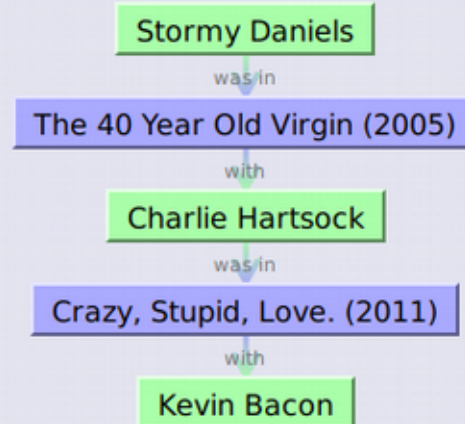 Stormy Daniels
was in
The 40 Year Old Virgin (2005)
with
Charlie Hartsock
was in
Crazy, Stupid, Love. (2011)
with
Kevin Bacon